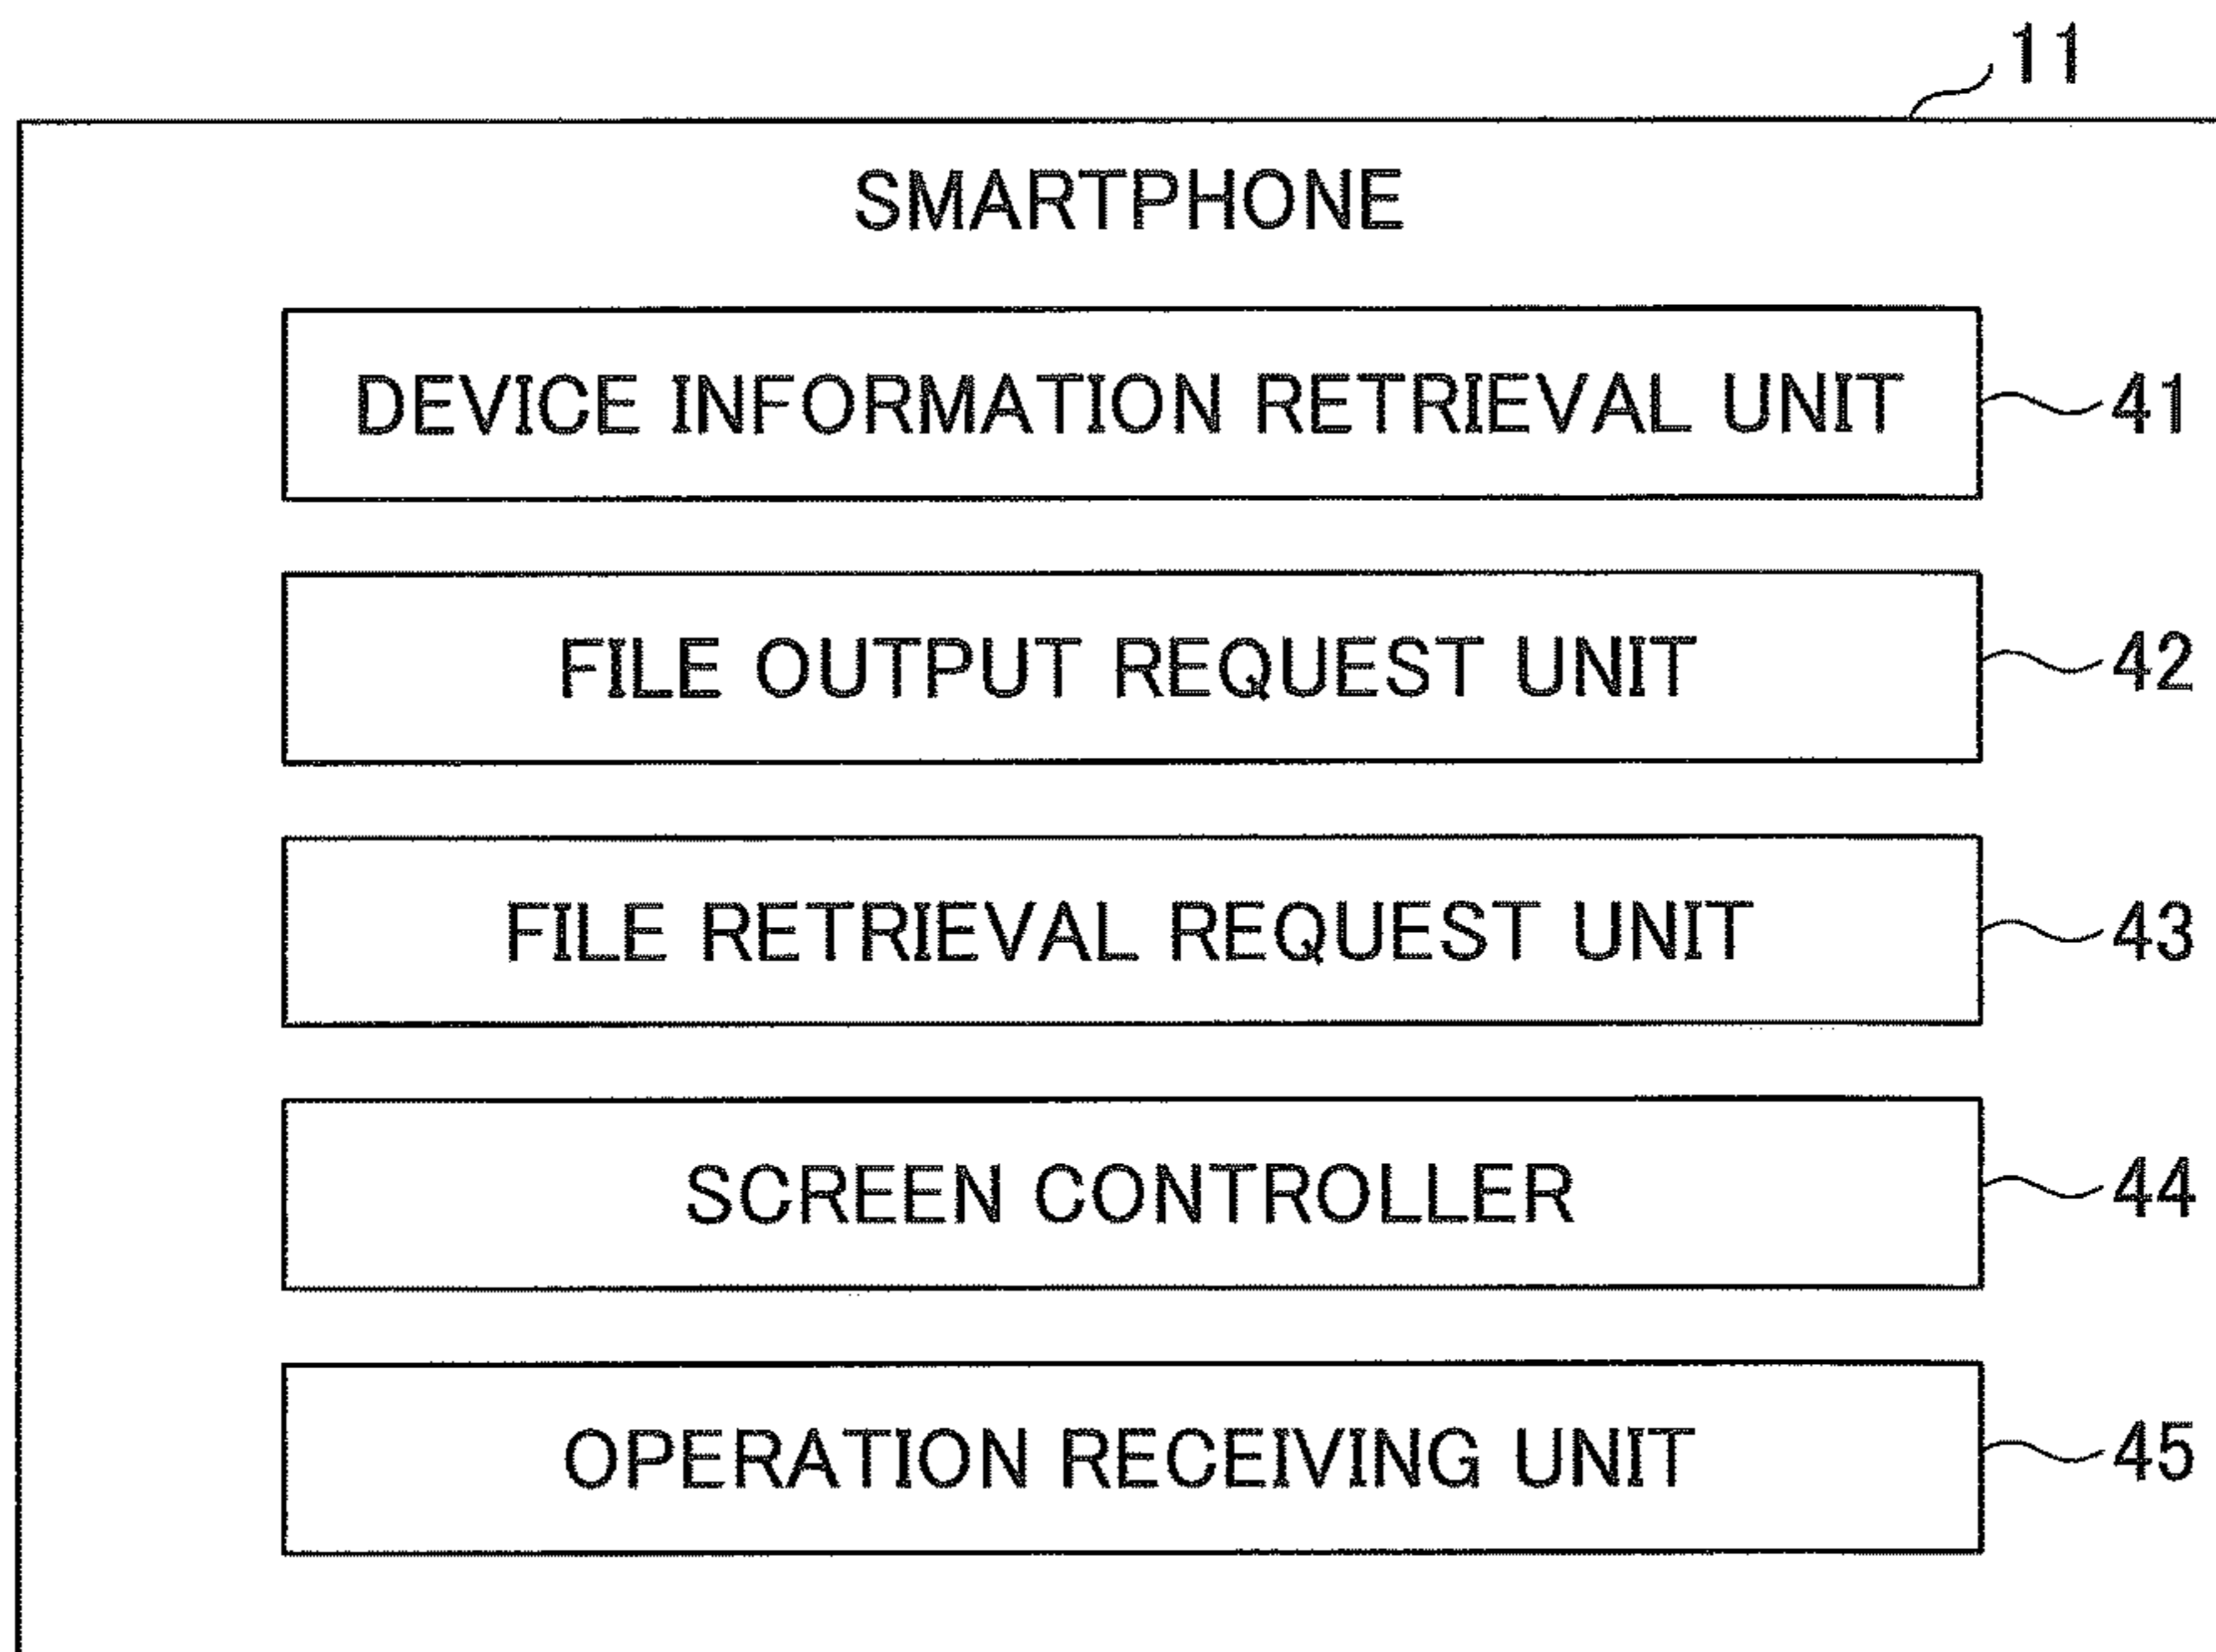 11
SMARTPHONE
DEVICE INFORMATION RETRIEVAL UNIT 41
FILE OUTPUT REQUEST UNIT 42
FILE RETRIEVAL REQUEST UNIT 43
SCREEN CONTROLLER 44
OPERATION RECEIVING UNIT 45